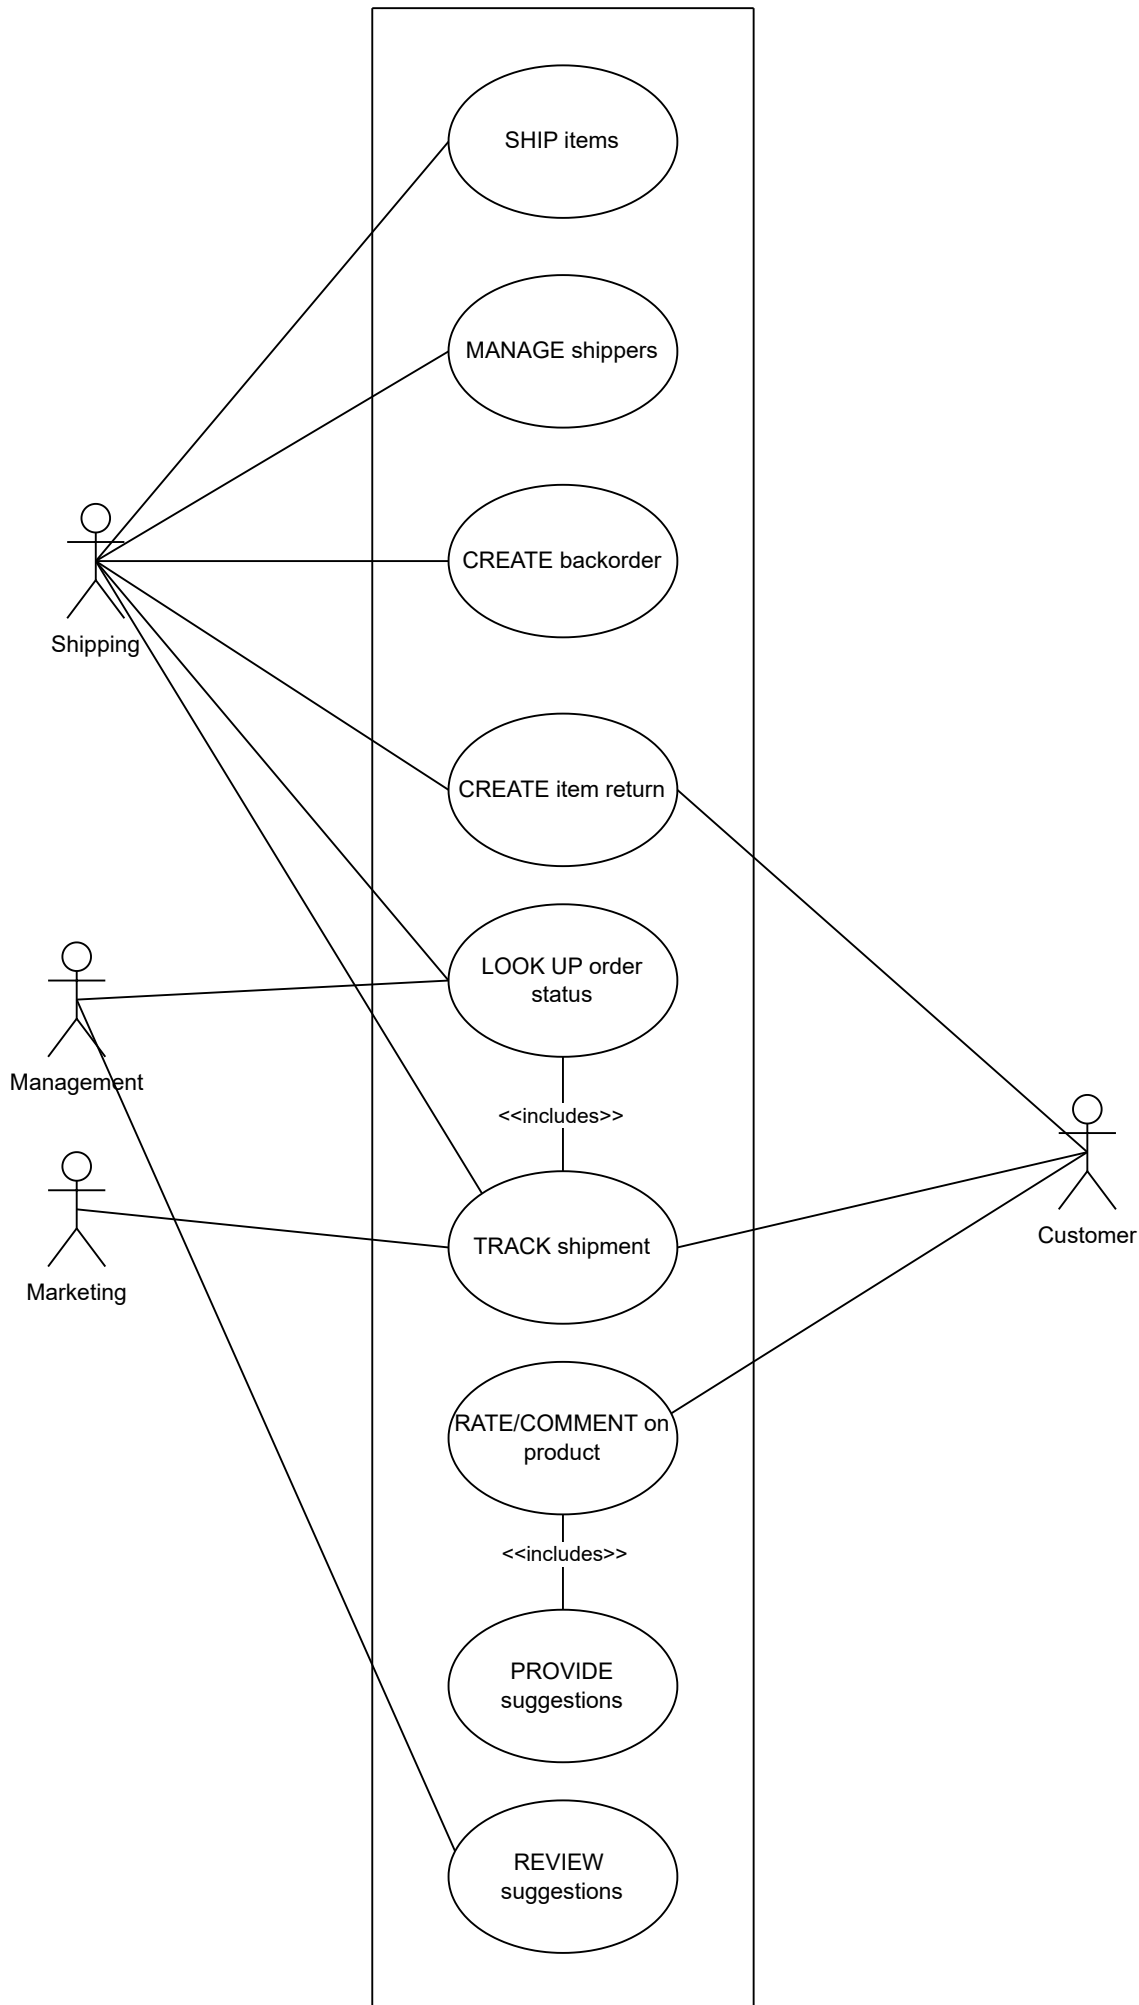 SHIP items
MANAGE shippers
CREATE backorder
Shipping
CREATE item return
LOOK UP order
status
Management
<<includes>>
Customer
TRACK shipment
Marketing
RATE/COMMENT on
product
<<includes>>
PROVIDE
suggestions
REVIEW
suggestions